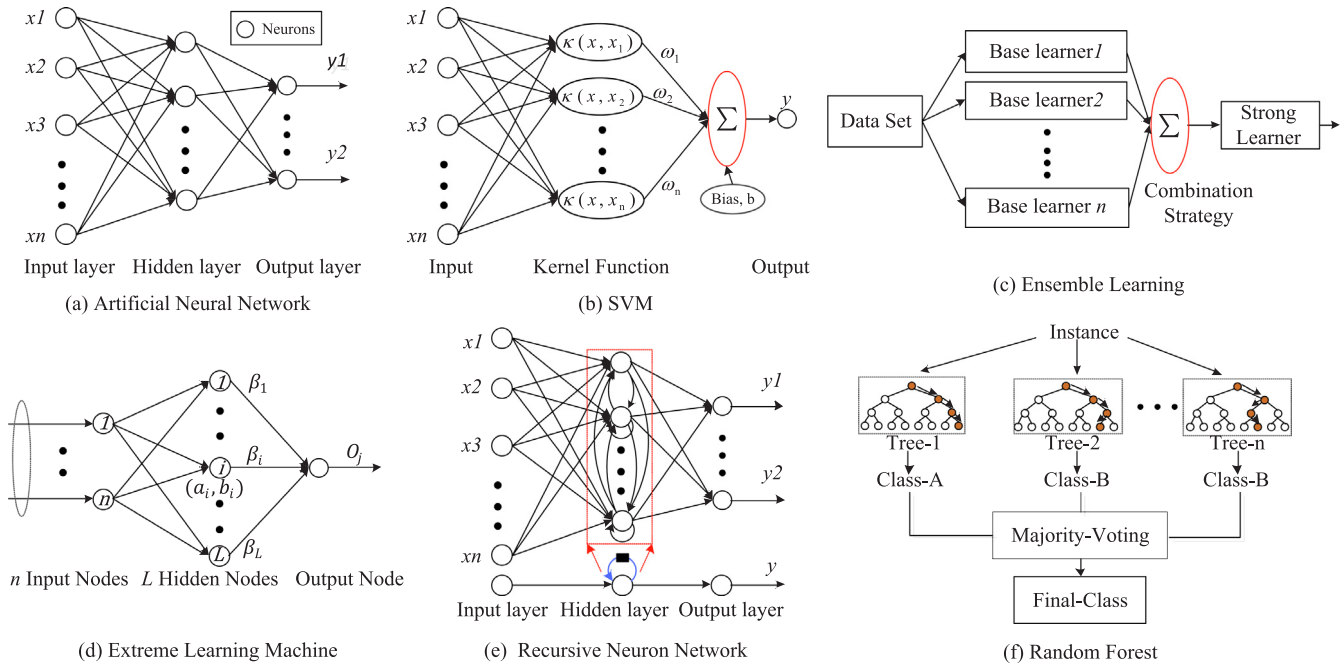 x1
x2
x3
xn
Neurons
y1
y2
Input layer Hidden layer Output layer
(a) Artificial Neural Network
x1
x2
x3
xn
κ(x, x₁)
κ(x, x₂)
κ(x, xₙ)
ω₁
ω₂
ωₙ
Σ
Bias, b
y
Input Kernel Function Output
(b) SVM
Data Set
Base learner1
Base learner2
Base learner n
Σ
Combination
Strategy
Strong
Learner
(c) Ensemble Learning
1
n
1
i
(aᵢ, bᵢ)
L
β₁
βᵢ
β_L
Oⱼ
n Input Nodes L Hidden Nodes Output Node
(d) Extreme Learning Machine
x1
x2
x3
xn
y1
y2
y
Input layer Hidden layer Output layer
(e) Recursive Neuron Network
Instance
Tree-1 Tree-2 Tree-n
Class-A Class-B Class-B
Majority-Voting
Final-Class
(f) Random Forest